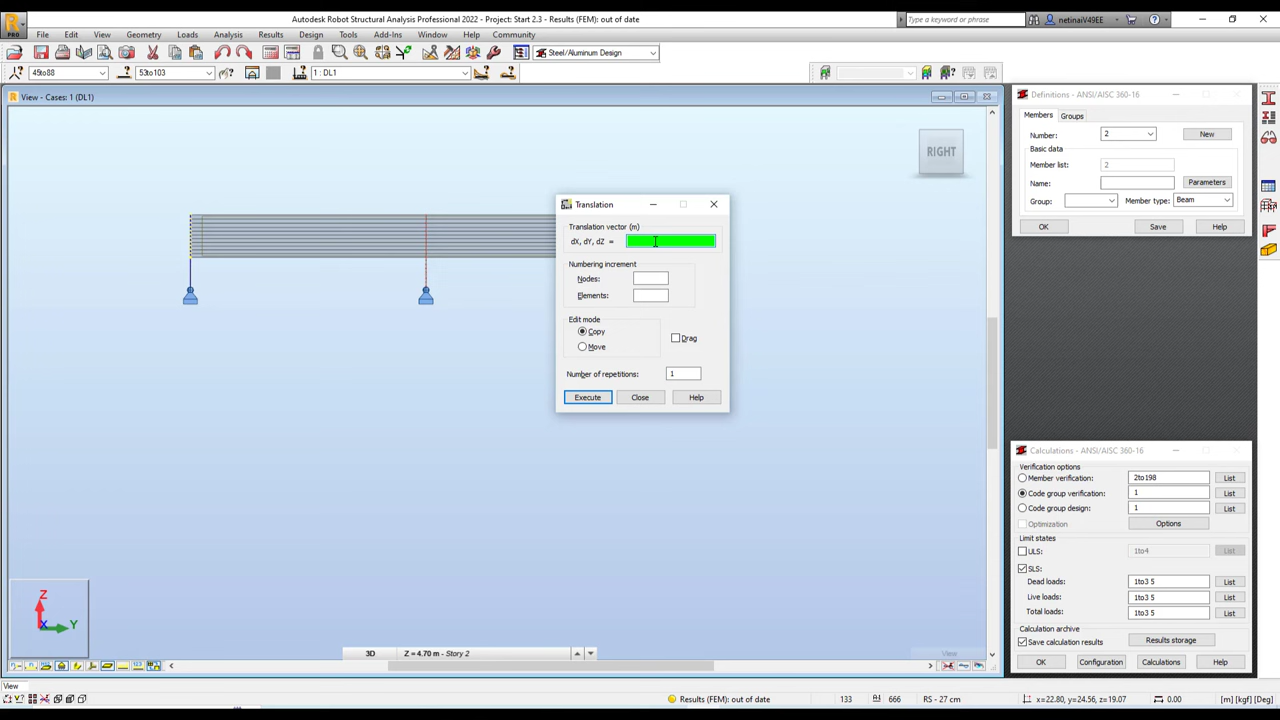 Autodesk Robot Structural Analysis Professional 2022 - Project: Start 2.3 - Results (FEM): out of date
Type a keyword or phrase
netinaiV49EE
PRO
File Edit View Geometry Loads Analysis Results Design Tools Add-Ins Window Help Community
Steel/Aluminum Design
45to88
53to103
1 : DL1
View - Cases: 1 (DL1)
RIGHT
Translation
Translation vector (m)
dX, dY, dZ =
Numbering increment
Nodes:
Elements:
Edit mode
Copy
Move
Drag
Number of repetitions: 1
Execute Close Help
Definitions - ANSI/AISC 360-16
Members Groups
Number: 2 New
Basic data
Member list: 2
Name: Parameters
Group: Member type: Beam
OK Save Help
Calculations - ANSI/AISC 360-16
Verification options
Member verification: 2to198 List
Code group verification: 1 List
Code group design: 1 List
Optimization Options
Limit states
ULS: 1to4 List
SLS:
Dead loads: 1to3 5 List
Live loads: 1to3 5 List
Total loads: 1to3 5 List
Calculation archive
Save calculation results Results storage
OK Configuration Calculations Help
Z
X
Y
3D Z = 4.70 m - Story 2
View
View
Results (FEM): out of date 133 666 RS - 27 cm x=22.80, y=24.56, z=19.07 0.00 [m] [kgf] [Deg]